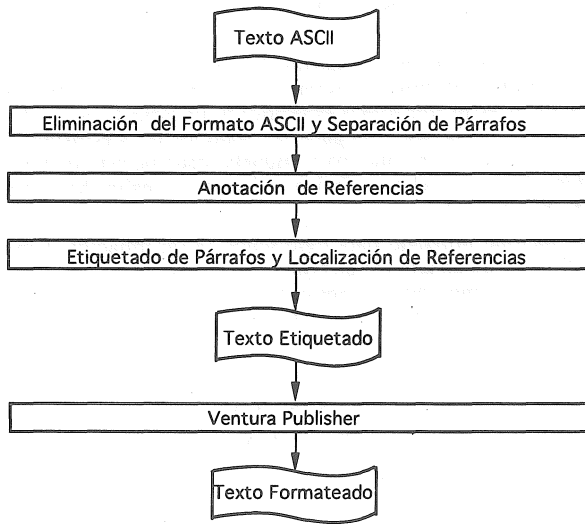 Texto ASCII
Eliminación del Formato ASCII y Separación de Párrafos
Anotación de Referencias
Etiquetado de Párrafos y Localización de Referencias
Texto Etiquetado
Ventura Publisher
Texto Formateado